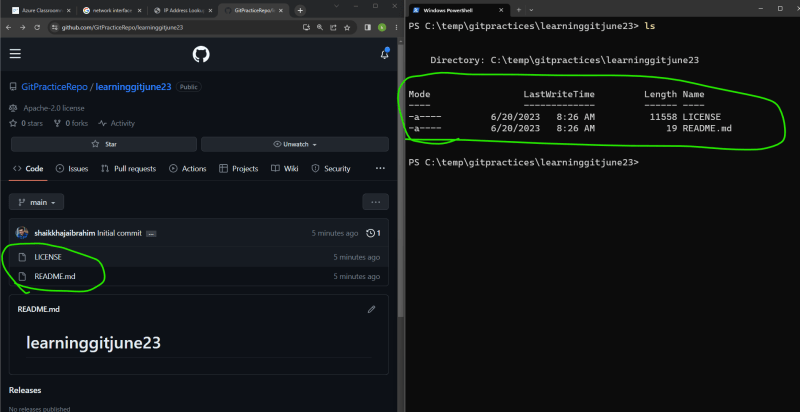 Azure Classroom
network interface
IP Address Looku
GitPracticeRepo/le
github.com/GitPracticeRepo/learninggitjune23
GitPracticeRepo / learninggitjune23 Public
Apache-2.0 license
0 stars 0 forks Activity
Star Unwatch
Code Issues Pull requests Actions Projects Wiki Security
main
shaikkhajaibrahim Initial commit 5 minutes ago 1
LICENSE 5 minutes ago
README.md 5 minutes ago
README.md
learninggitjune23
Releases
No releases published
Windows PowerShell
PS C:\temp\gitpractices\learninggitjune23> ls
Directory: C:\temp\gitpractices\learninggitjune23
Mode LastWriteTime Length Name
---- ------------- ------ ----
-a---- 6/20/2023 8:26 AM 11558 LICENSE
-a---- 6/20/2023 8:26 AM 19 README.md
PS C:\temp\gitpractices\learninggitjune23>